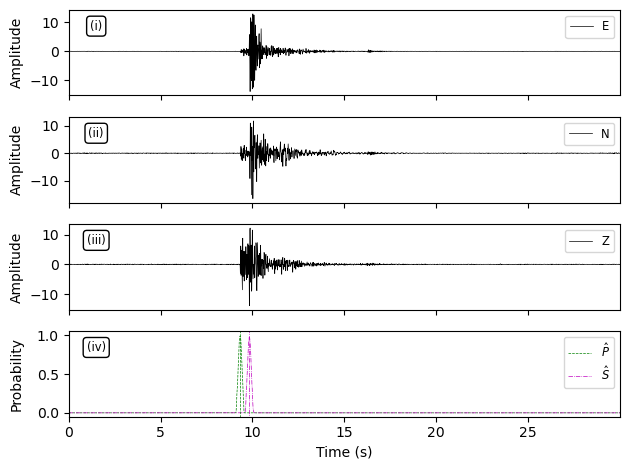 (i)
E
Amplitude
10
0
−10
(ii)
N
Amplitude
10
0
−10
(iii)
Z
Amplitude
10
0
−10
(iv)
P̂
Ŝ
Probability
1.0
0.5
0.0
0 5 10 15 20 25
Time (s)